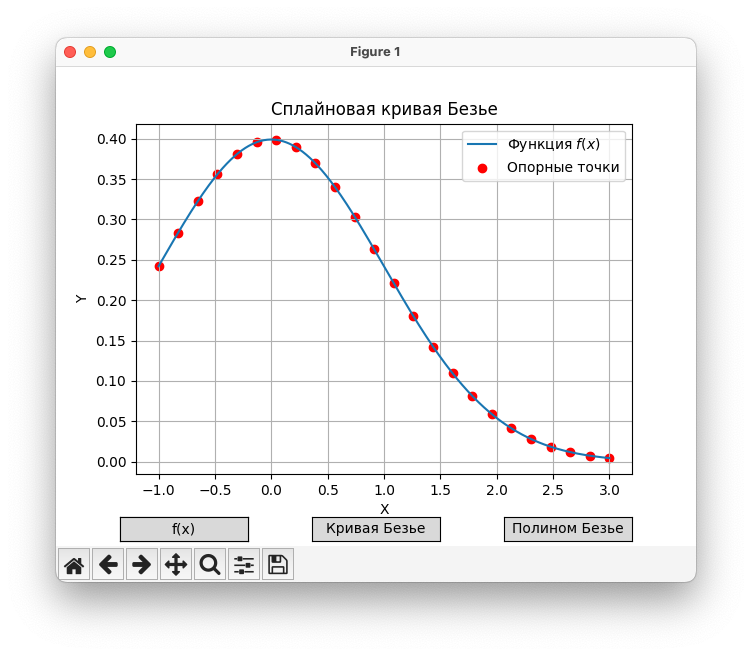 Figure 1
Сплайновая кривая Безье
0.40
0.35
0.30
0.25
0.20
0.15
0.10
0.05
0.00
Y
Функция f(x)
Опорные точки
−1.0 −0.5 0.0 0.5 1.0 1.5 2.0 2.5 3.0
X
f(x) Кривая Безье Полином Безье